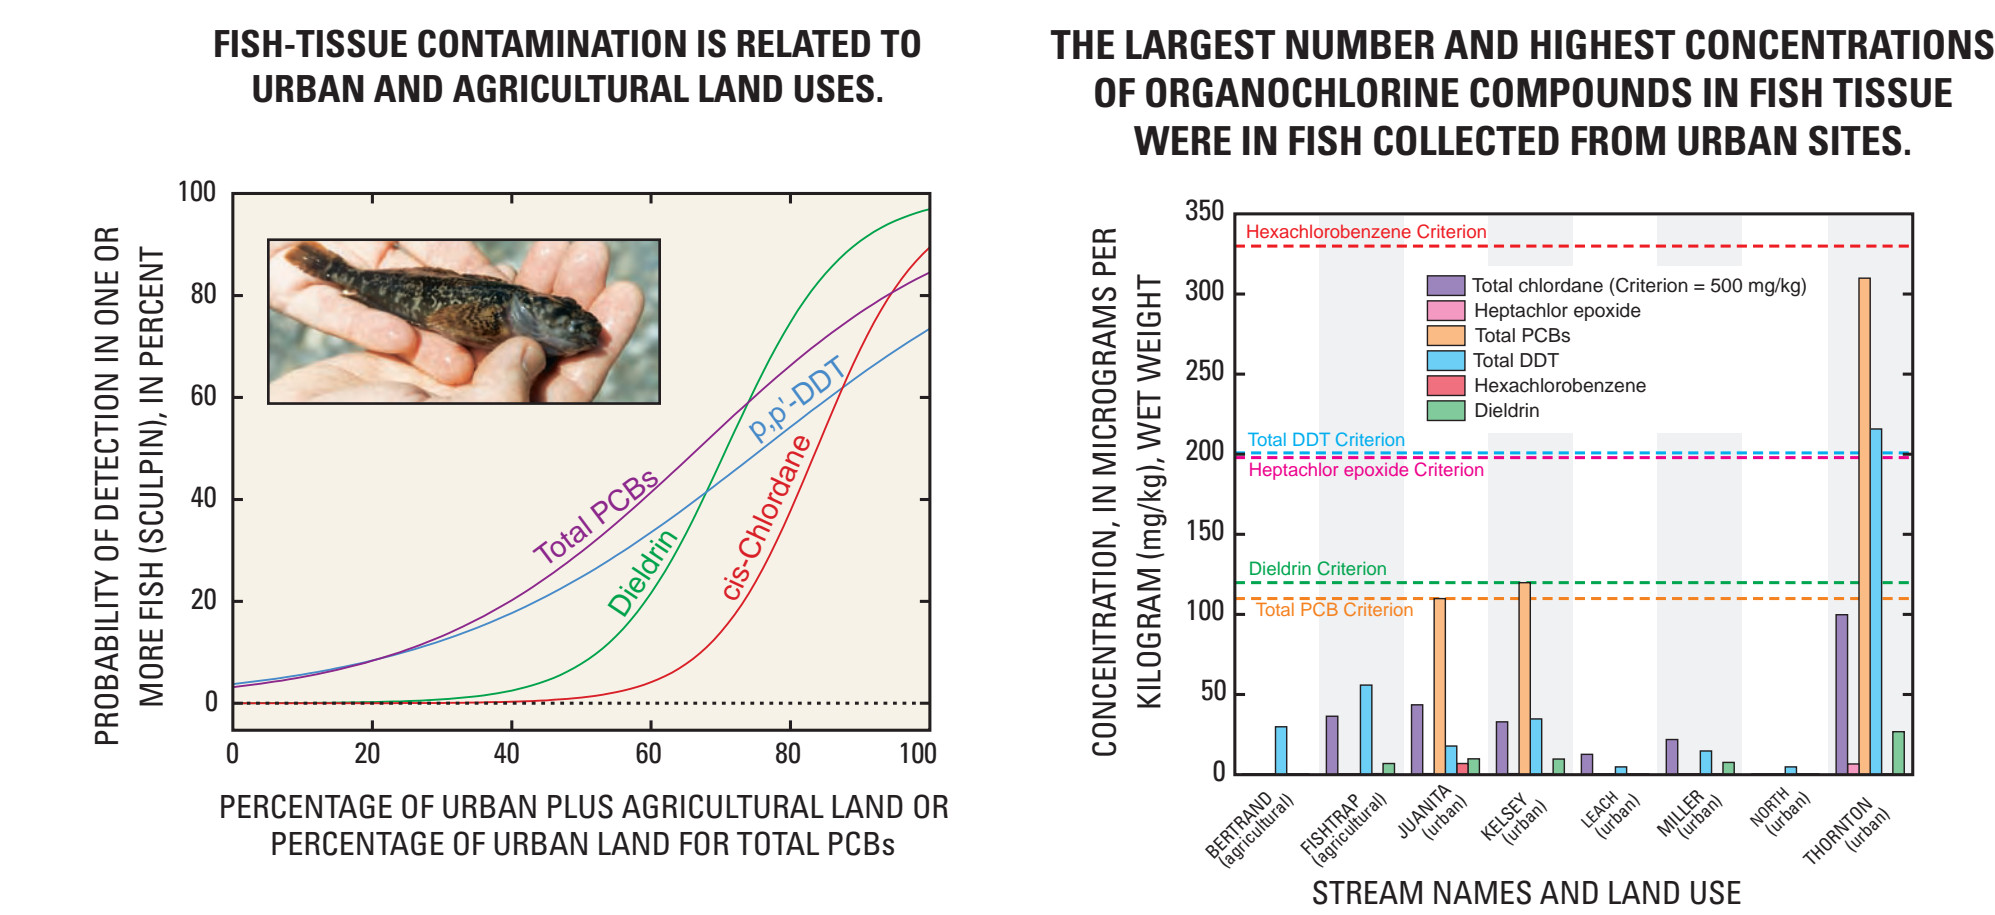 FISH-TISSUE CONTAMINATION IS RELATED TO
URBAN AND AGRICULTURAL LAND USES.
PROBABILITY OF DETECTION IN ONE OR
MORE FISH (SCULPIN), IN PERCENT
100
80
60
40
20
0
p,p'-DDT
Total PCBs
cis-Chlordane
Dieldrin
0 20 40 60 80 100
PERCENTAGE OF URBAN PLUS AGRICULTURAL LAND OR
PERCENTAGE OF URBAN LAND FOR TOTAL PCBs
THE LARGEST NUMBER AND HIGHEST CONCENTRATIONS
OF ORGANOCHLORINE COMPOUNDS IN FISH TISSUE
WERE IN FISH COLLECTED FROM URBAN SITES.
CONCENTRATION, IN MICROGRAMS PER
KILOGRAM (mg/kg), WET WEIGHT
350
300
250
200
150
100
50
0
Hexachlorobenzene Criterion
Total chlordane (Criterion = 500 mg/kg)
Heptachlor epoxide
Total PCBs
Total DDT
Hexachlorobenzene
Dieldrin
Total DDT Criterion
Heptachlor epoxide Criterion
Dieldrin Criterion
Total PCB Criterion
BERTRAND
(agricultural)
FISHTRAP
(agricultural)
JUANITA
(urban)
KELSEY
(urban)
LEACH
(urban)
MILLER
(urban)
NORTH
(urban)
THORNTON
(urban)
STREAM NAMES AND LAND USE